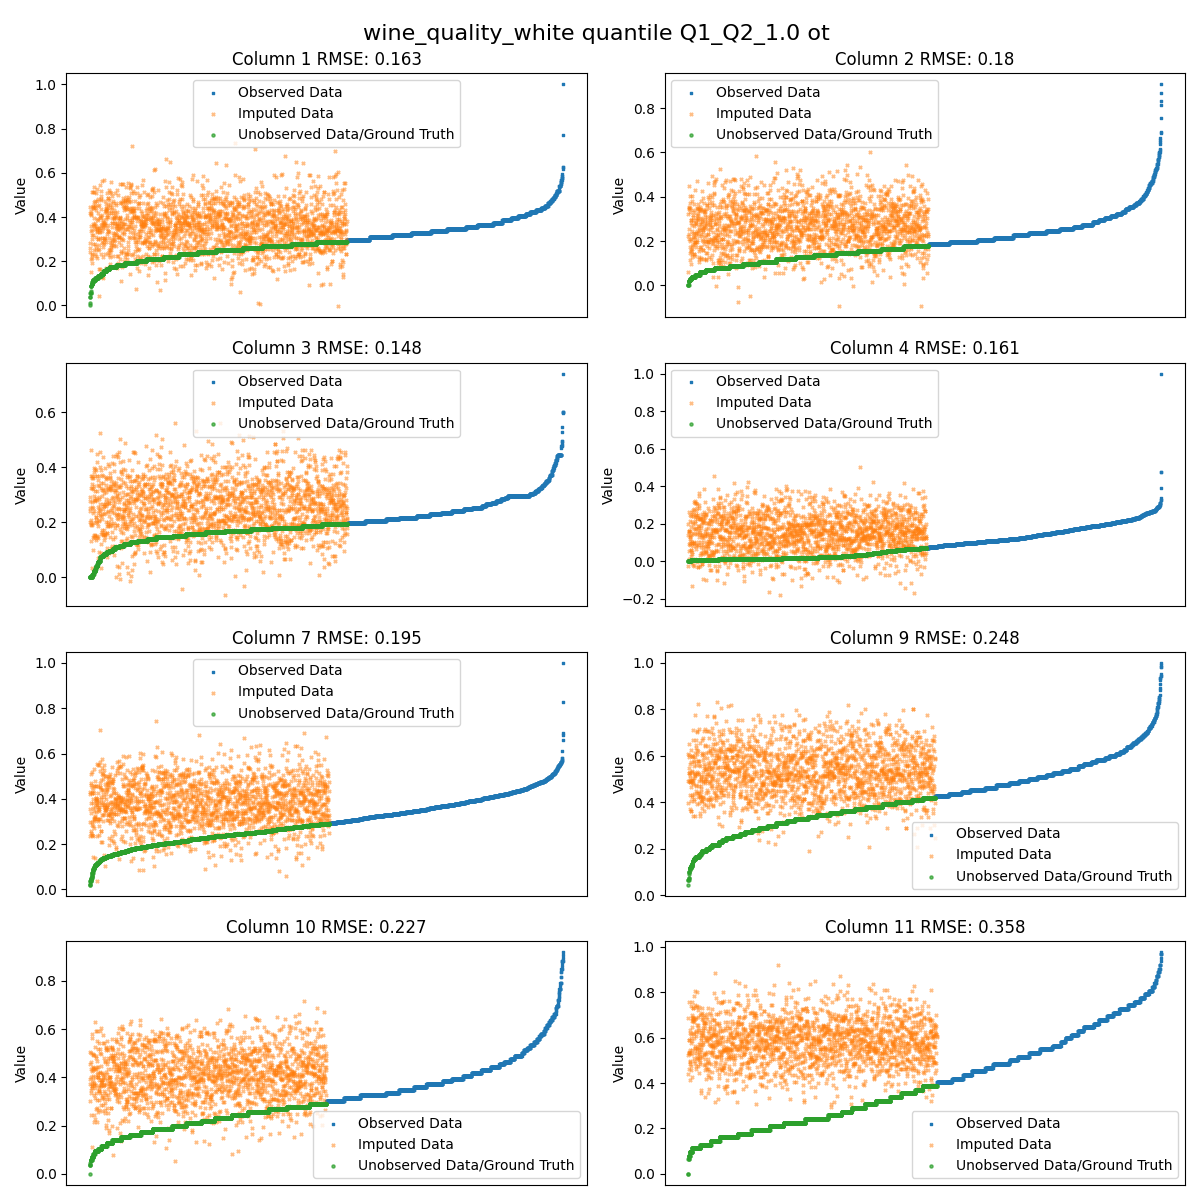 wine_quality_white quantile Q1_Q2_1.0 ot
Column 1 RMSE: 0.163
Value
1.0
0.8
0.6
0.4
0.2
0.0
Observed Data
Imputed Data
Unobserved Data/Ground Truth
Column 2 RMSE: 0.18
Value
0.8
0.6
0.4
0.2
0.0
Observed Data
Imputed Data
Unobserved Data/Ground Truth
Column 3 RMSE: 0.148
Value
0.6
0.4
0.2
0.0
Observed Data
Imputed Data
Unobserved Data/Ground Truth
Column 4 RMSE: 0.161
Value
1.0
0.8
0.6
0.4
0.2
0.0
−0.2
Observed Data
Imputed Data
Unobserved Data/Ground Truth
Column 7 RMSE: 0.195
Value
1.0
0.8
0.6
0.4
0.2
0.0
Observed Data
Imputed Data
Unobserved Data/Ground Truth
Column 9 RMSE: 0.248
Value
1.0
0.8
0.6
0.4
0.2
0.0
Observed Data
Imputed Data
Unobserved Data/Ground Truth
Column 10 RMSE: 0.227
Value
0.8
0.6
0.4
0.2
0.0
Observed Data
Imputed Data
Unobserved Data/Ground Truth
Column 11 RMSE: 0.358
Value
1.0
0.8
0.6
0.4
0.2
0.0
Observed Data
Imputed Data
Unobserved Data/Ground Truth